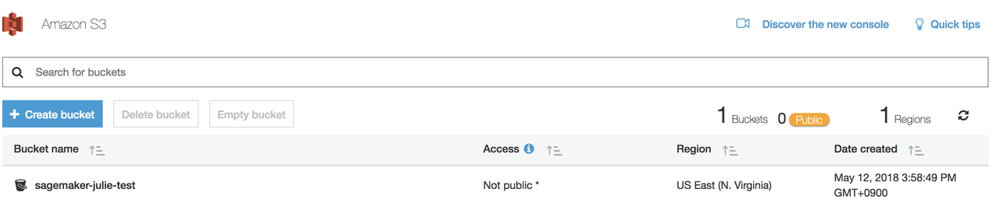 Amazon S3
Discover the new console
Quick tips
Search for buckets
Create bucket
Delete bucket
Empty bucket
1 Buckets
0 Public
1 Regions
Bucket name
Access
Region
Date created
sagemaker-julie-test
Not public *
US East (N. Virginia)
May 12, 2018 3:58:49 PM
GMT+0900